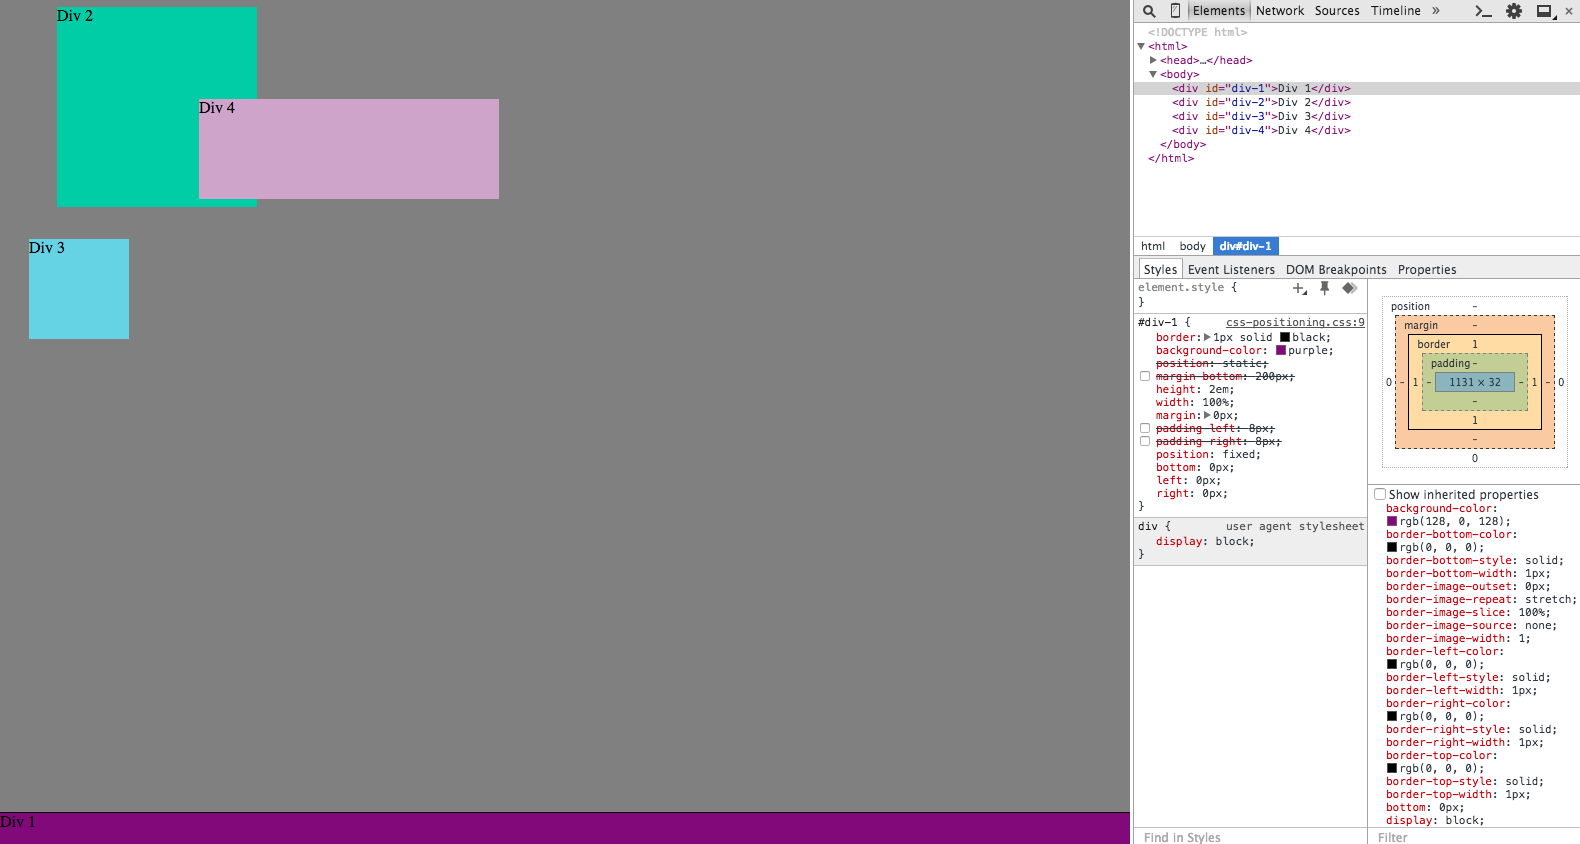 Div 2
Div 4
Div 3
Div 1
Elements Network Sources Timeline »
<!DOCTYPE html>
▼<html>
▶<head>…</head>
▼<body>
<div id="div-1">Div 1</div>
<div id="div-2">Div 2</div>
<div id="div-3">Div 3</div>
<div id="div-4">Div 4</div>
</body>
</html>
html body div#div-1
Styles Event Listeners DOM Breakpoints Properties
element.style {
}
#div-1 { css-positioning.css:9
border:▶1px solid black;
background-color: purple;
position: static;
margin-bottom: 200px;
height: 2em;
width: 100%;
margin:▶0px;
padding-left: 8px;
padding-right: 8px;
position: fixed;
bottom: 0px;
left: 0px;
right: 0px;
}
div { user agent stylesheet
display: block;
}
Find in Styles
position -
margin -
border 1
padding -
0 - 1 - 1131 × 32 - 1 - 0
-
1
-
0
Show inherited properties
background-color:
rgb(128, 0, 128);
border-bottom-color:
rgb(0, 0, 0);
border-bottom-style: solid;
border-bottom-width: 1px;
border-image-outset: 0px;
border-image-repeat: stretch;
border-image-slice: 100%;
border-image-source: none;
border-image-width: 1;
border-left-color:
rgb(0, 0, 0);
border-left-style: solid;
border-left-width: 1px;
border-right-color:
rgb(0, 0, 0);
border-right-style: solid;
border-right-width: 1px;
border-top-color:
rgb(0, 0, 0);
border-top-style: solid;
border-top-width: 1px;
bottom: 0px;
display: block;
Filter